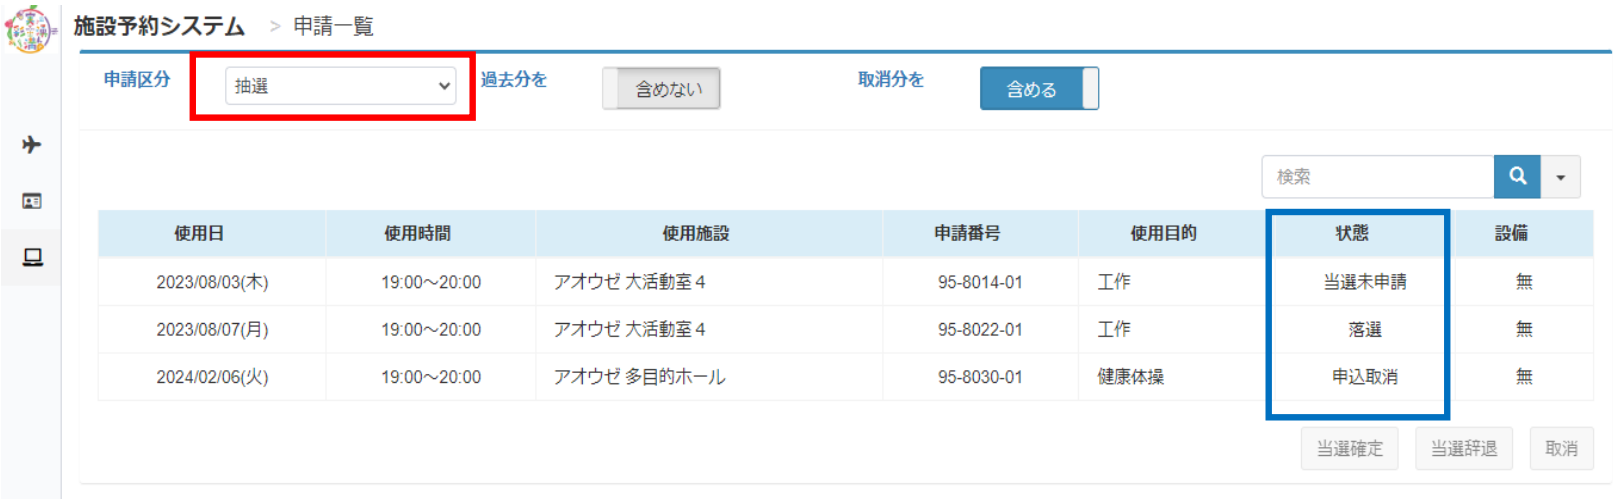 施設予約システム > 申請一覧
申請区分 抽選 過去分を 含めない 取消分を 含める
検索
使用日 使用時間 使用施設 申請番号 使用目的 状態 設備
2023/08/03(木) 19:00～20:00 アオウゼ 大活動室４ 95-8014-01 工作 当選未申請 無
2023/08/07(月) 19:00～20:00 アオウゼ 大活動室４ 95-8022-01 工作 落選 無
2024/02/06(火) 19:00～20:00 アオウゼ 多目的ホール 95-8030-01 健康体操 申込取消 無
当選確定 当選辞退 取消